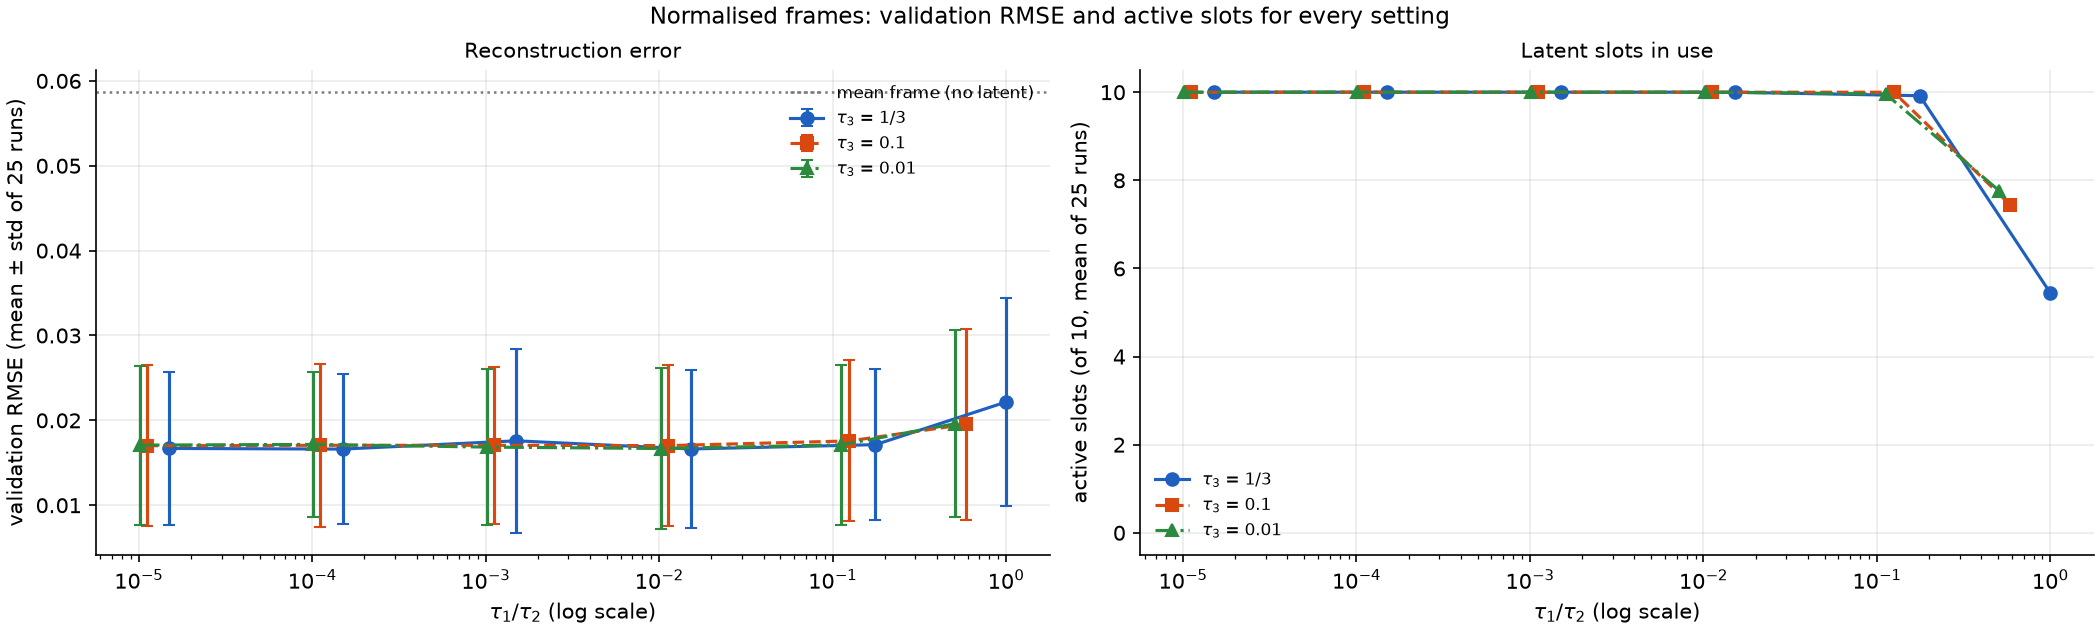 Normalised frames: validation RMSE and active slots for every setting
Reconstruction error
validation RMSE (mean ± std of 25 runs)
0.06
0.05
0.04
0.03
0.02
0.01
mean frame (no latent)
τ₃ = 1/3
τ₃ = 0.1
τ₃ = 0.01
10⁻⁵
10⁻⁴
10⁻³
10⁻²
10⁻¹
10⁰
τ₁/τ₂ (log scale)
Latent slots in use
active slots (of 10, mean of 25 runs)
10
8
6
4
2
0
τ₃ = 1/3
τ₃ = 0.1
τ₃ = 0.01
10⁻⁵
10⁻⁴
10⁻³
10⁻²
10⁻¹
10⁰
τ₁/τ₂ (log scale)